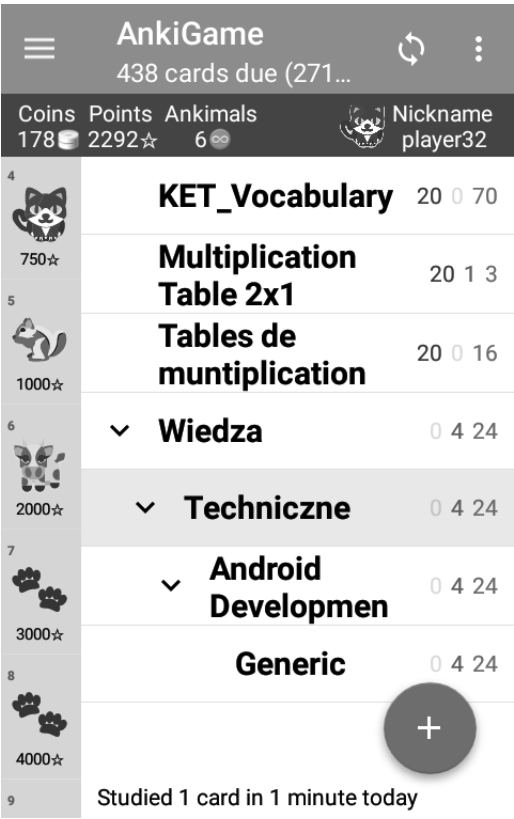 AnkiGame
438 cards due (271...
Coins Points Ankimals Nickname
178 2292☆ 6 player32
4
750☆
5
1000☆
6
2000☆
7
3000☆
8
4000☆
9
KET_Vocabulary 20 0 70
Multiplication
Table 2x1 20 1 3
Tables de
muntiplication 20 0 16
Wiedza 0 4 24
Techniczne 0 4 24
Android
Developmen 0 4 24
Generic 0 4 24
+
Studied 1 card in 1 minute today